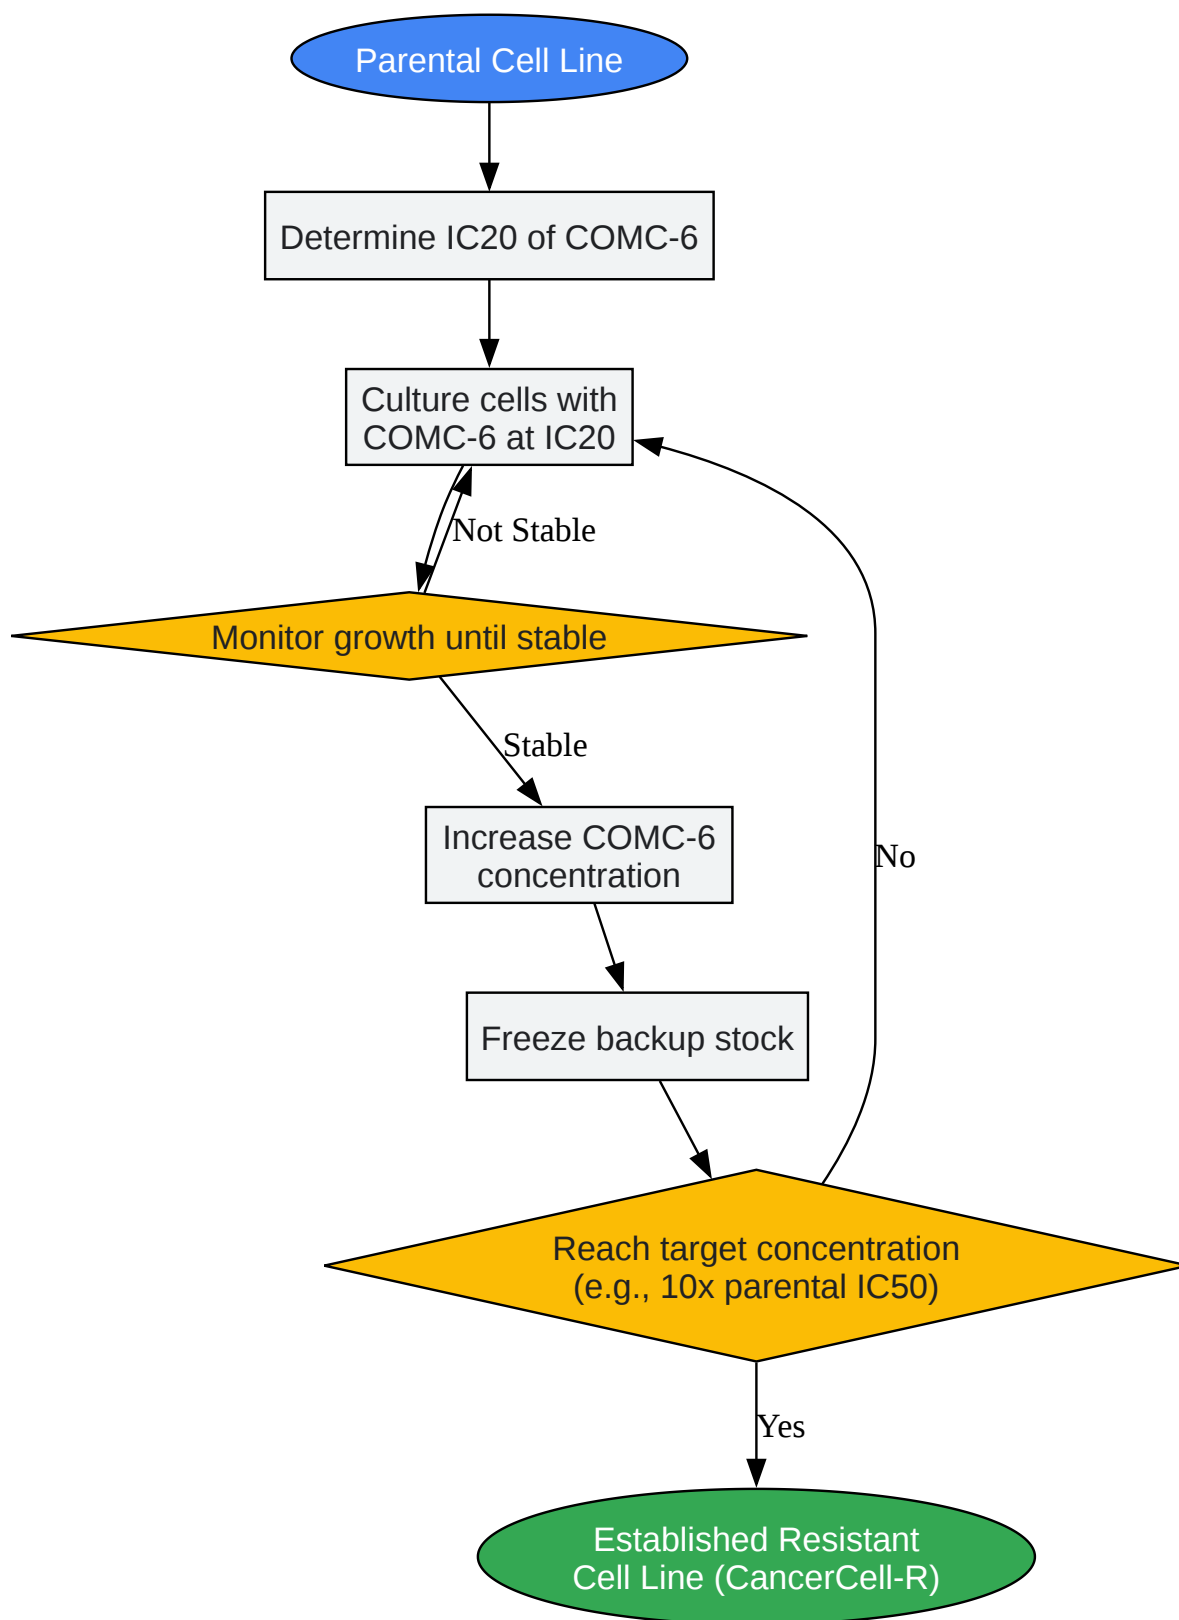 Parental Cell Line
Determine IC20 of COMC-6
Culture cells with
COMC-6 at IC20
Not Stable
Monitor growth until stable
Stable
Increase COMC-6
concentration
No
Freeze backup stock
Reach target concentration
(e.g., 10x parental IC50)
Yes
Established Resistant
Cell Line (CancerCell-R)